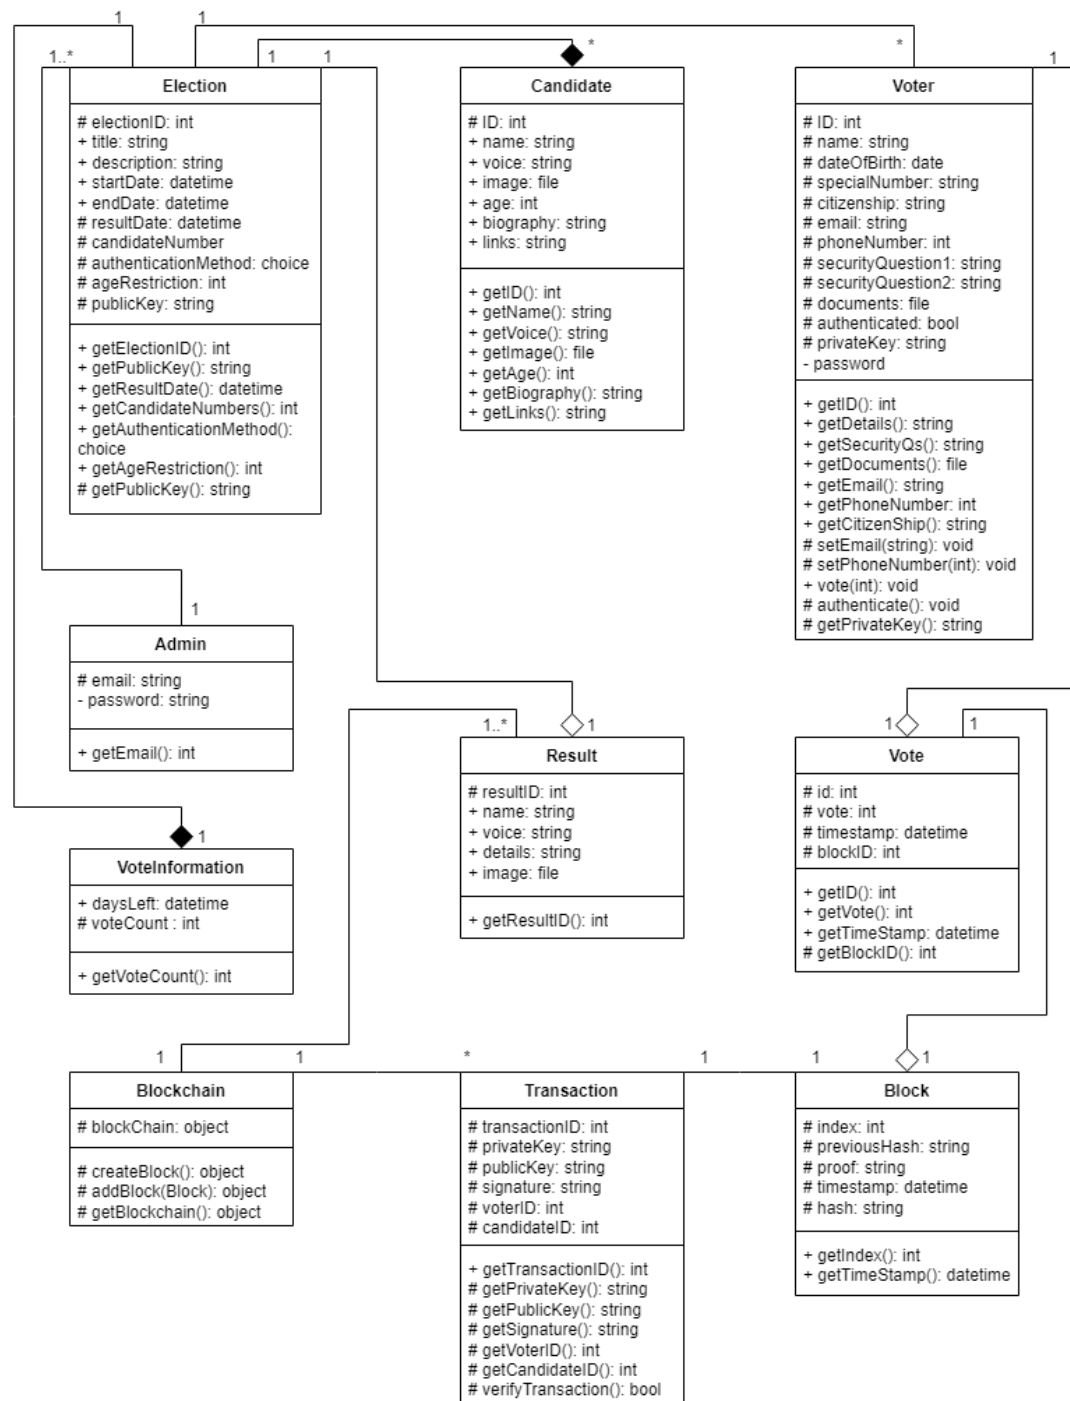 1
1
1..*
1
1
*
*
1
Election
# electionID: int
+ title: string
+ description: string
+ startDate: datetime
+ endDate: datetime
# resultDate: datetime
# candidateNumber
# authenticationMethod: choice
# ageRestriction: int
# publicKey: string
+ getElectionID(): int
+ getPublicKey(): string
+ getResultDate(): datetime
+ getCandidateNumbers(): int
+ getAuthenticationMethod():
choice
+ getAgeRestriction(): int
# getPublicKey(): string
Candidate
# ID: int
+ name: string
+ voice: string
+ image: file
+ age: int
+ biography: string
+ links: string
+ getID(): int
+ getName(): string
+ getVoice(): string
+ getImage(): file
+ getAge(): int
+ getBiography(): string
+ getLinks(): string
Voter
# ID: int
# name: string
# dateOfBirth: date
# specialNumber: string
# citizenship: string
# email: string
# phoneNumber: int
# securityQuestion1: string
# securityQuestion2: string
# documents: file
# authenticated: bool
# privateKey: string
- password
+ getID(): int
+ getDetails(): string
+ getSecurityQs(): string
+ getDocuments(): file
+ getEmail(): string
+ getPhoneNumber: int
+ getCitizenShip(): string
# setEmail(string): void
# setPhoneNumber(int): void
+ vote(int): void
# authenticate(): void
# getPrivateKey(): string
1
Admin
# email: string
- password: string
+ getEmail(): int
1..*
1
Result
# resultID: int
+ name: string
+ voice: string
+ details: string
+ image: file
+ getResultID(): int
1
1
Vote
# id: int
# vote: int
# timestamp: datetime
# blockID: int
+ getID(): int
+ getVote(): int
+ getTimeStamp: datetime
# getBlockID(): int
1
VoteInformation
+ daysLeft: datetime
# voteCount : int
+ getVoteCount(): int
1
1
*
1
1
1
Blockchain
# blockChain: object
# createBlock(): object
# addBlock(Block): object
# getBlockchain(): object
Transaction
# transactionID: int
# privateKey: string
# publicKey: string
# signature: string
# voterID: int
# candidateID: int
+ getTransactionID(): int
# getPrivateKey(): string
# getPublicKey(): string
# getSignature(): string
# getVoterID(): int
# getCandidateID(): int
# verifyTransaction(): bool
Block
# index: int
# previousHash: string
# proof: string
# timestamp: datetime
# hash: string
+ getIndex(): int
+ getTimeStamp(): datetime